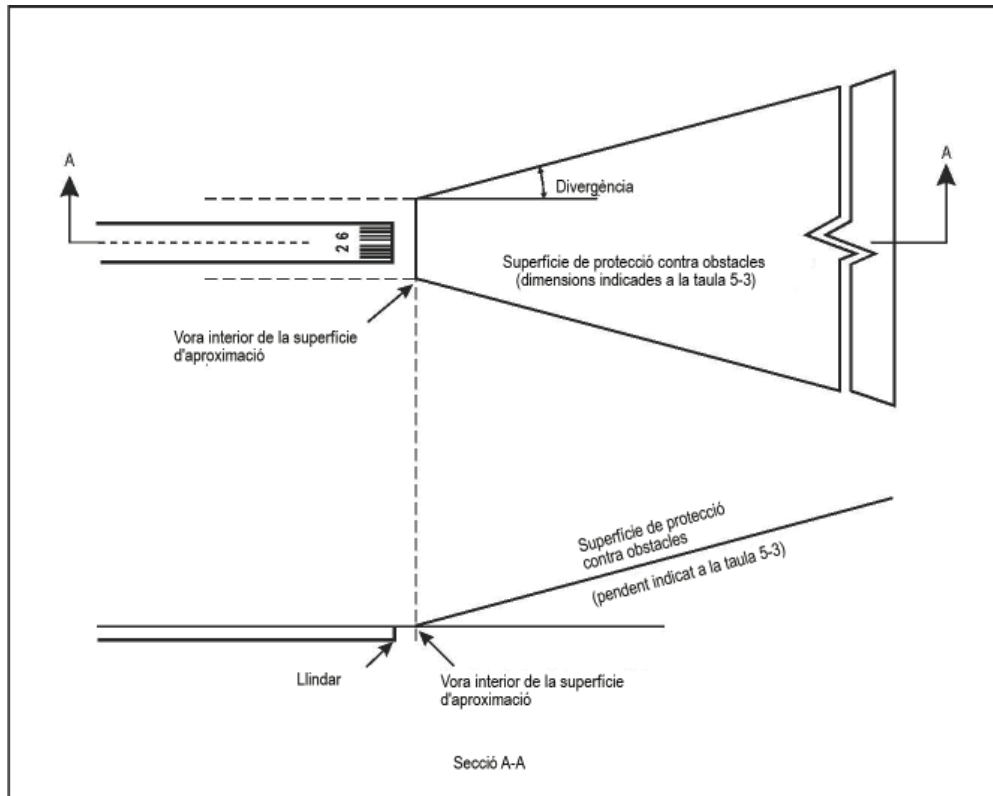 A
A
Divergència
26
Superfície de protecció contra obstacles
(dimensions indicades a la taula 5-3)
Vora interior de la superfície
d'aproximació
Superfície de protecció
contra obstacles
(pendent indicat a la taula 5-3)
Llindar
Vora interior de la superfície
d'aproximació
Secció A-A